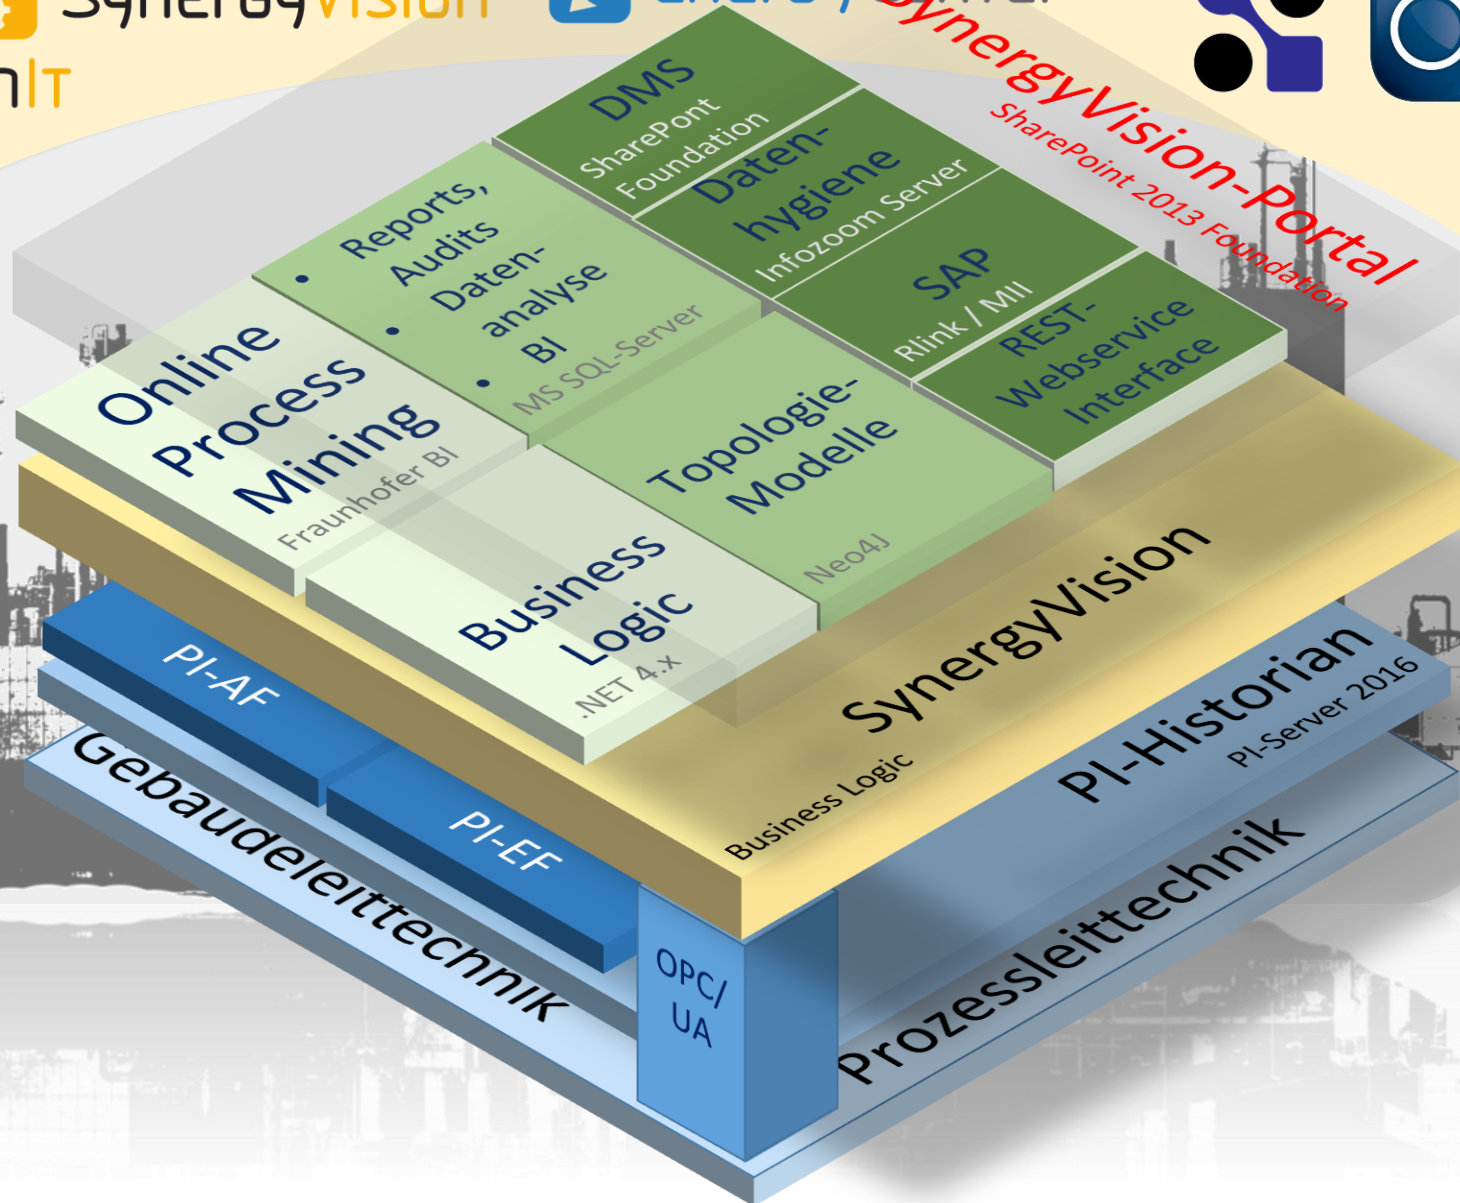 SynergyVision
nIT
SynergyVision-Portal
SharePoint 2013 Foundation
DMS
SharePont
Foundation
Daten-
hygiene
Infozoom Server
SAP
Rlink / MII
REST-
Webservice
Interface
• Reports,
Audits
• Daten-
analyse
• BI
MS SQL-Server
Topologie-
Modelle
Neo4J
Online
Process
Mining
Fraunhofer BI
Business
Logic
.NET 4.x
SynergyVision
Business Logic
PI-AF
PI-EF
PI-Historian
PI-Server 2016
OPC/
UA
Gebäudeleittechnik
Prozessleittechnik